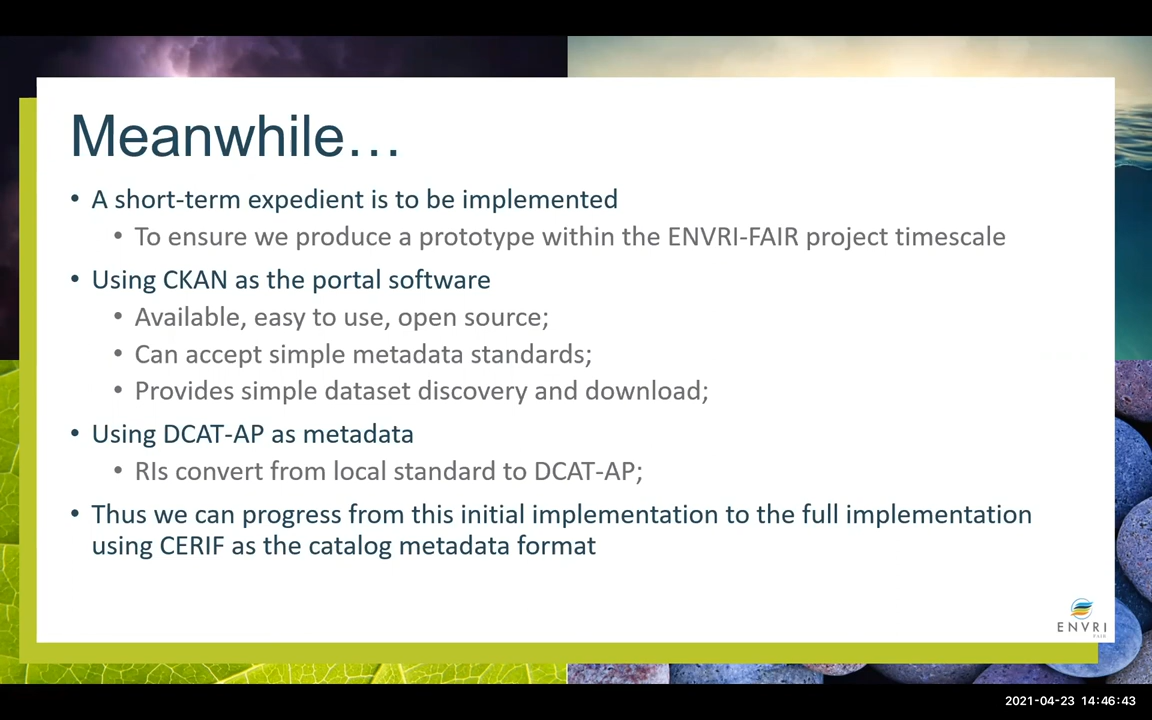 Meanwhile…
• A short-term expedient is to be implemented
• To ensure we produce a prototype within the ENVRI-FAIR project timescale
• Using CKAN as the portal software
• Available, easy to use, open source;
• Can accept simple metadata standards;
• Provides simple dataset discovery and download;
• Using DCAT-AP as metadata
• RIs convert from local standard to DCAT-AP;
• Thus we can progress from this initial implementation to the full implementation
using CERIF as the catalog metadata format
ENVRI
FAIR
2021-04-23 14:46:43